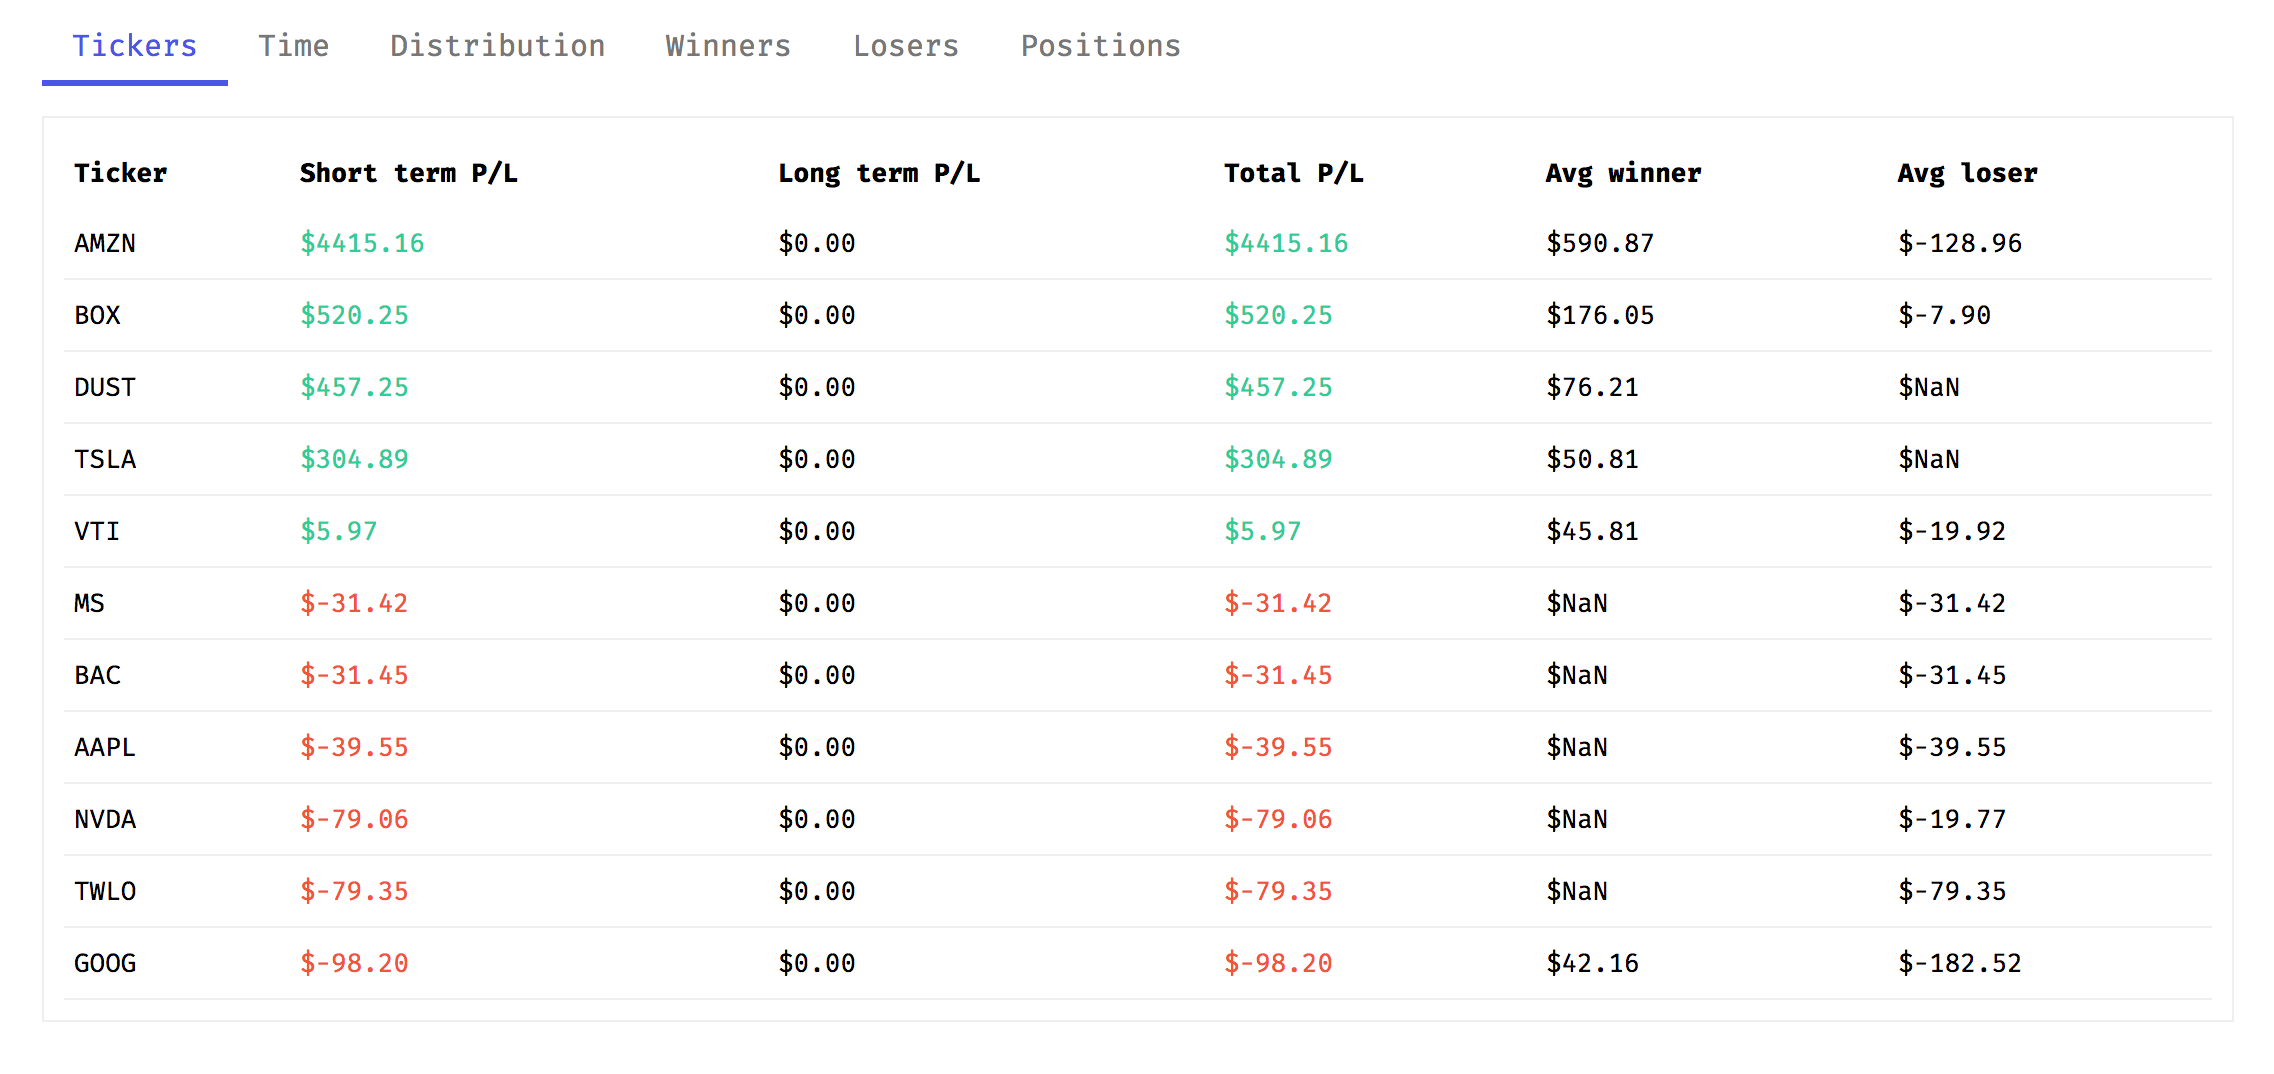 Tickers Time Distribution Winners Losers Positions
Ticker Short term P/L Long term P/L Total P/L Avg winner Avg loser
AMZN $4415.16 $0.00 $4415.16 $590.87 $-128.96
BOX $520.25 $0.00 $520.25 $176.05 $-7.90
DUST $457.25 $0.00 $457.25 $76.21 $NaN
TSLA $304.89 $0.00 $304.89 $50.81 $NaN
VTI $5.97 $0.00 $5.97 $45.81 $-19.92
MS $-31.42 $0.00 $-31.42 $NaN $-31.42
BAC $-31.45 $0.00 $-31.45 $NaN $-31.45
AAPL $-39.55 $0.00 $-39.55 $NaN $-39.55
NVDA $-79.06 $0.00 $-79.06 $NaN $-19.77
TWLO $-79.35 $0.00 $-79.35 $NaN $-79.35
GOOG $-98.20 $0.00 $-98.20 $42.16 $-182.52